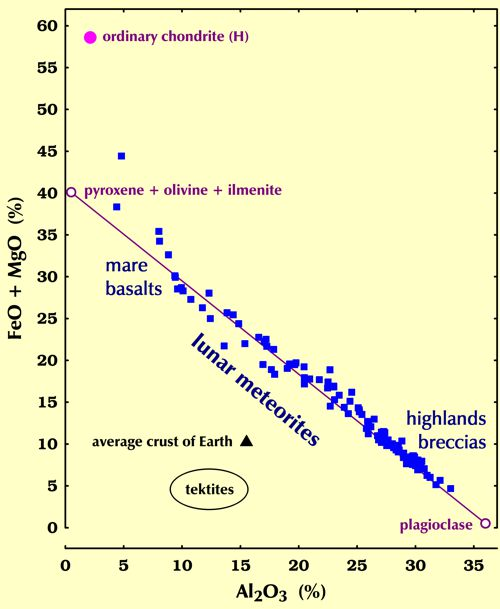 60
55
50
45
40
35
30
25
20
15
10
5
0
FeO + MgO (%)
ordinary chondrite (H)
pyroxene + olivine + ilmenite
mare
basalts
lunar meteorites
highlands
breccias
average crust of Earth
tektites
plagioclase
0 5 10 15 20 25 30 35
Al₂O₃ (%)